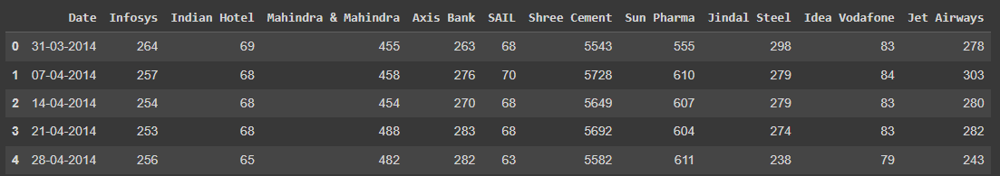 Date Infosys Indian Hotel Mahindra & Mahindra Axis Bank SAIL Shree Cement Sun Pharma Jindal Steel Idea Vodafone Jet Airways
0 31-03-2014 264 69 455 263 68 5543 555 298 83 278
1 07-04-2014 257 68 458 276 70 5728 610 279 84 303
2 14-04-2014 254 68 454 270 68 5649 607 279 83 280
3 21-04-2014 253 68 488 283 68 5692 604 274 83 282
4 28-04-2014 256 65 482 282 63 5582 611 238 79 243